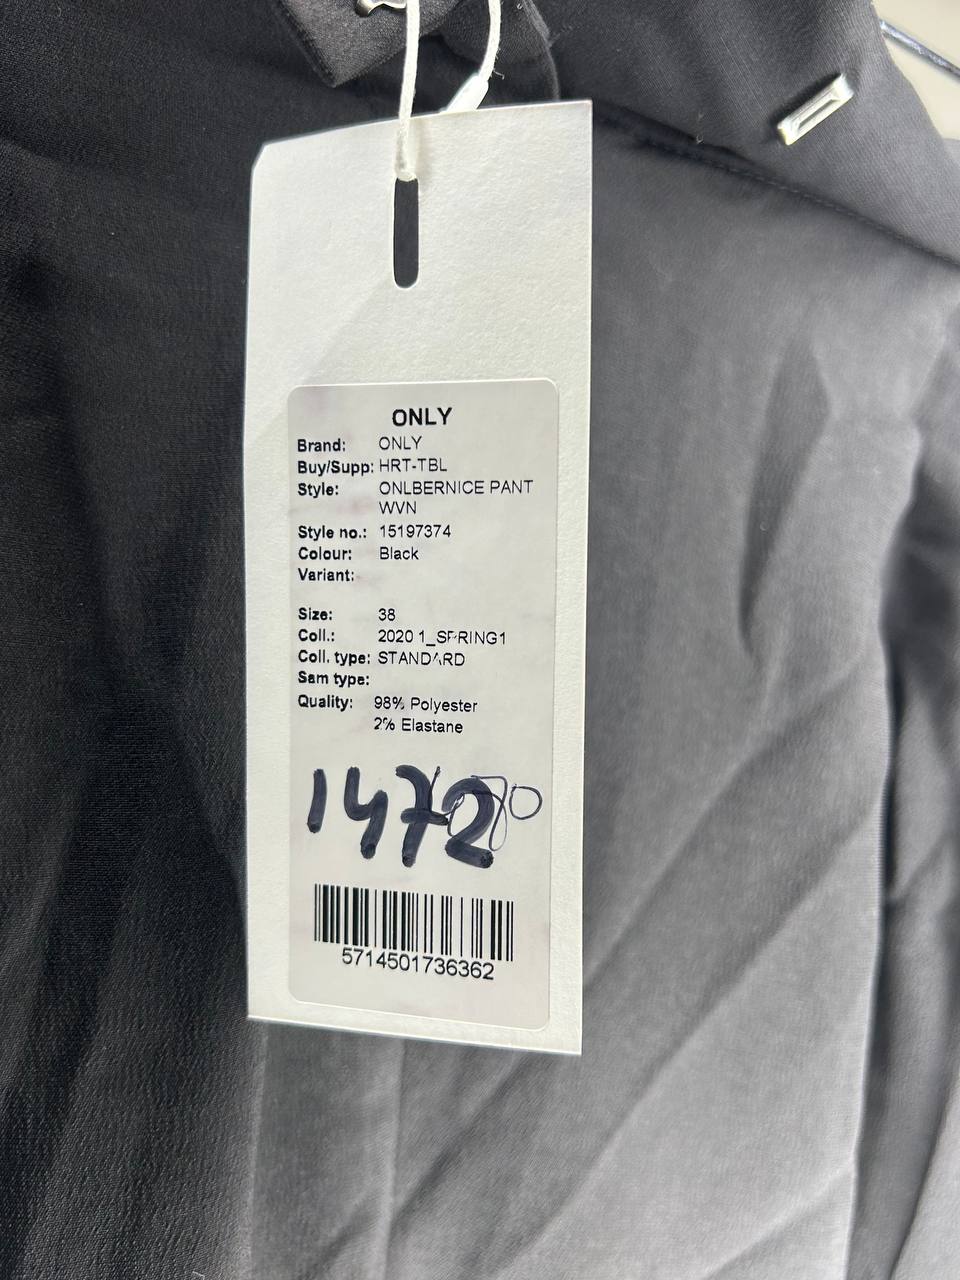 ONLY
Brand: ONLY
Buy/Supp: HRT-TBL
Style: ONLBERNICE PANT
WVN
Style no.: 15197374
Colour: Black
Variant:
Size: 38
Coll.: 2020 1_SPRING1
Coll. type: STANDARD
Sam type:
Quality: 98% Polyester
2% Elastane
1472
5714501736362